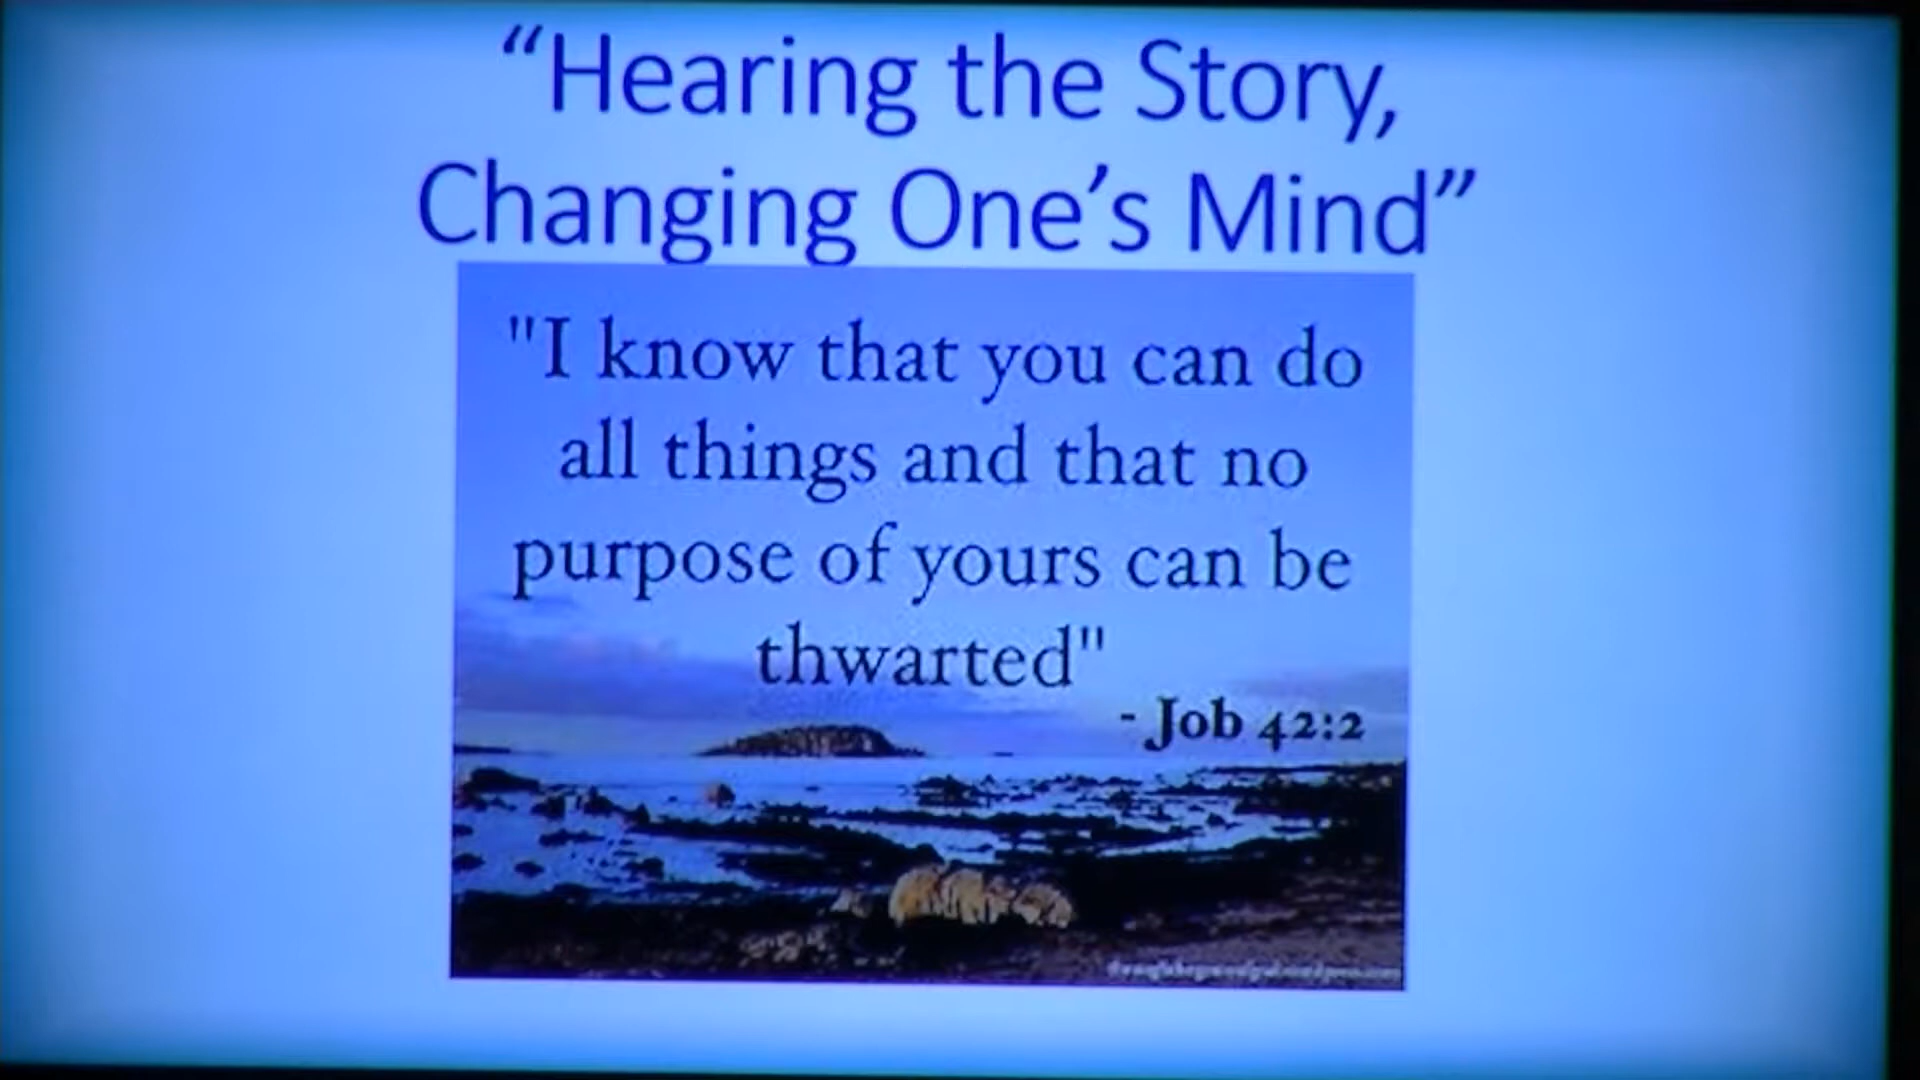 “Hearing the Story,
Changing One’s Mind”
"I know that you can do
all things and that no
purpose of yours can be
thwarted"
- Job 42:2